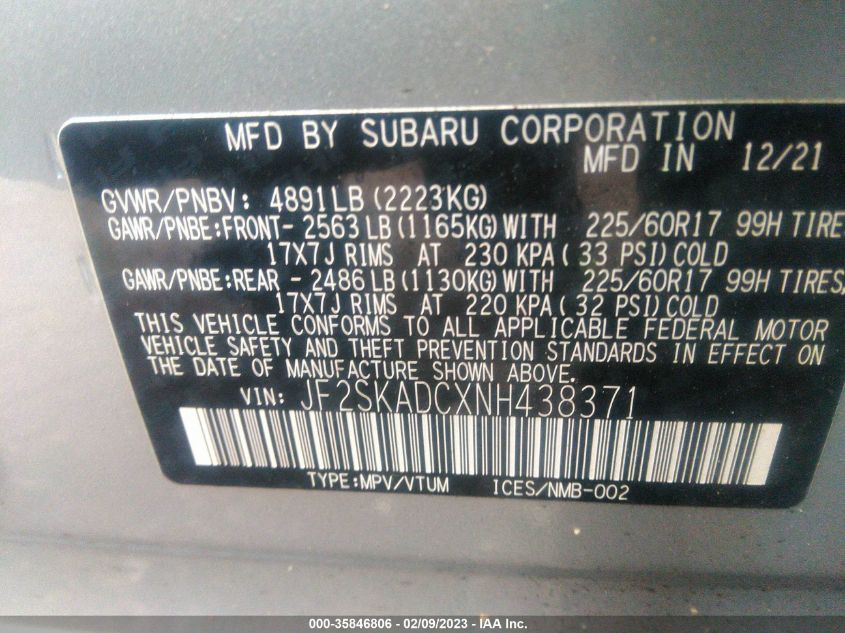 MFD BY SUBARU CORPORATION
MFD IN 12/21
GVWR/PNBV: 4891LB (2223KG)
GAWR/PNBE:FRONT- 2563LB (1165KG)WITH 225/60R17 99H TIRE
17X7J RIMS AT 230 KPA( 33 PSI)COLD
GAWR/PNBE:REAR - 2486LB (1130KG)WITH 225/60R17 99H TIRES,
17X7J RIMS AT 220 KPA( 32 PSI)COLD
THIS VEHICLE CONFORMS TO ALL APPLICABLE FEDERAL MOTOR
VEHICLE SAFETY AND THEFT PREVENTION STANDARDS IN EFFECT ON
THE DATE OF MANUFACTURE SHOWN ABOVE.
VIN: JF2SKADCXNH438371
TYPE:MPV/VTUM ICES/NMB-002
000-35846806 - 02/09/2023 - IAA Inc.